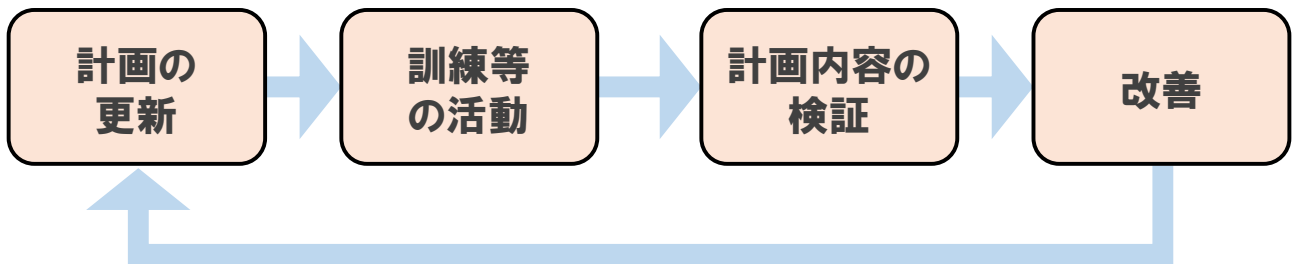 計画の
更新
訓練等
の活動
計画内容の
検証
改善